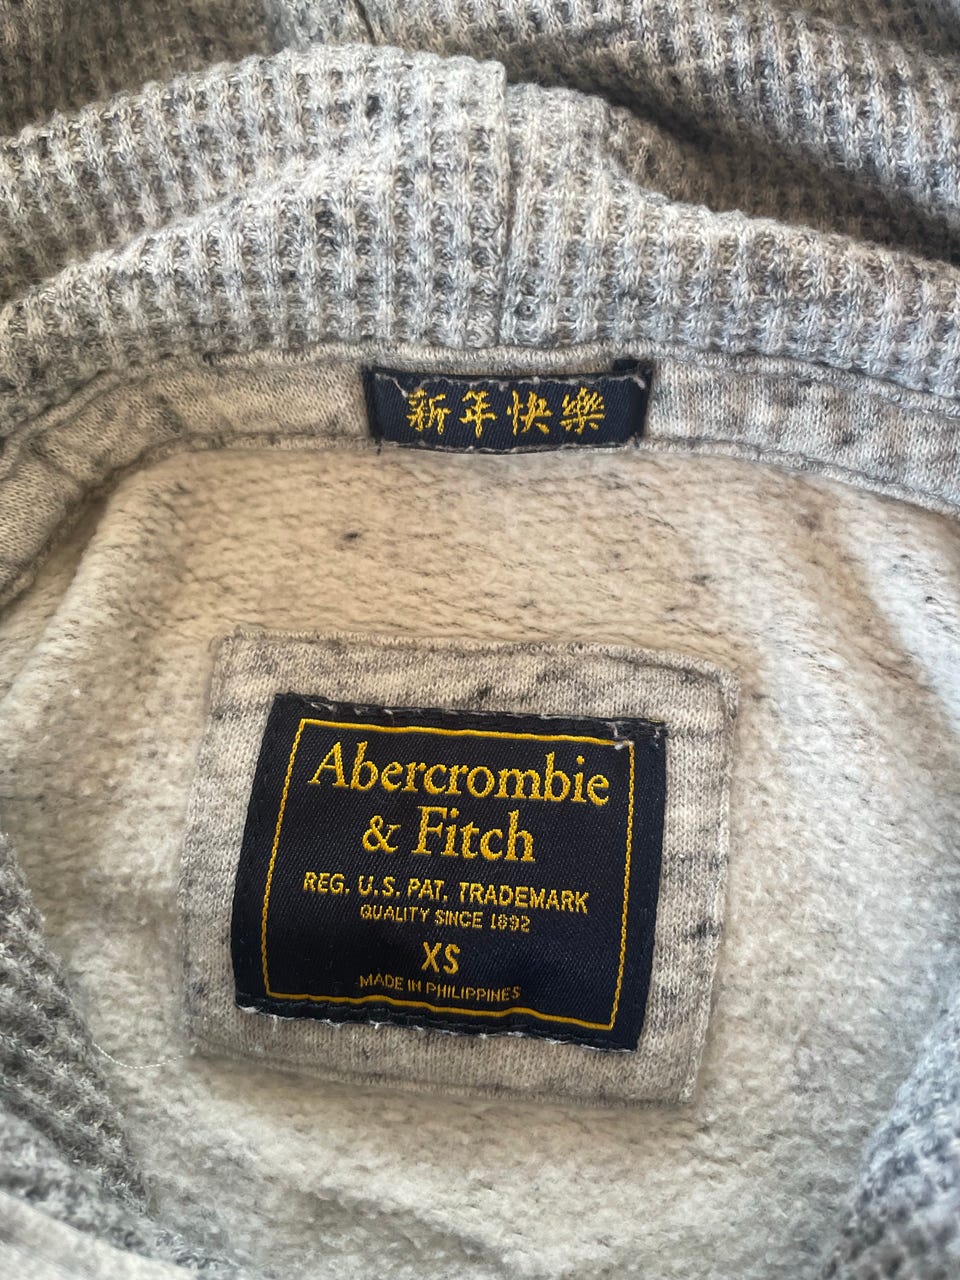 新年快樂
Abercrombie
& Fitch
REG. U.S. PAT. TRADEMARK
QUALITY SINCE 1892
XS
MADE IN PHILIPPINES